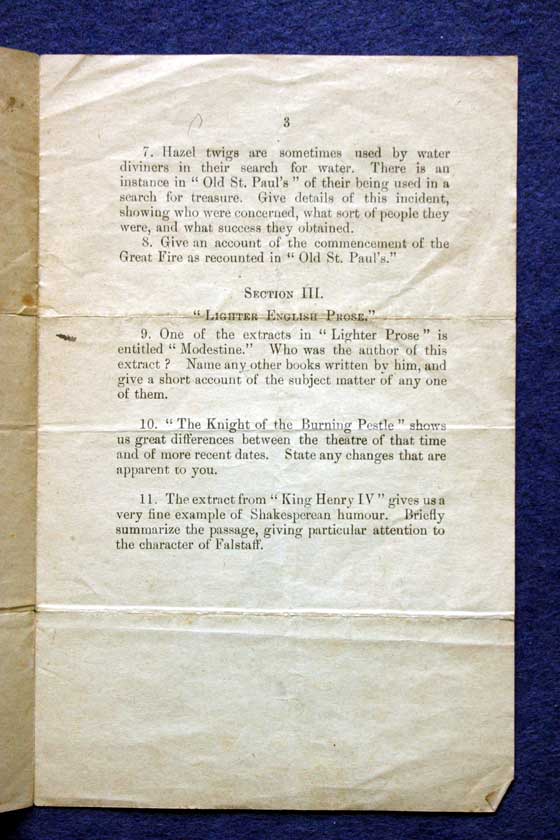 3
7. Hazel twigs are sometimes used by water
diviners in their search for water. There is an
instance in “ Old St. Paul's ” of their being used in a
search for treasure. Give details of this incident,
showing who were concerned, what sort of people they
were, and what success they obtained.
8. Give an account of the commencement of the
Great Fire as recounted in “ Old St. Paul's.”
Section III.
“ Lighter English Prose.”
9. One of the extracts in “ Lighter Prose ” is
entitled “ Modestine.” Who was the author of this
extract ? Name any other books written by him, and
give a short account of the subject matter of any one
of them.
10. “ The Knight of the Burning Pestle ” shows
us great differences between the theatre of that time
and of more recent dates. State any changes that are
apparent to you.
11. The extract from “ King Henry IV ” gives us a
very fine example of Shakesperean humour. Briefly
summarize the passage, giving particular attention to
the character of Falstaff.